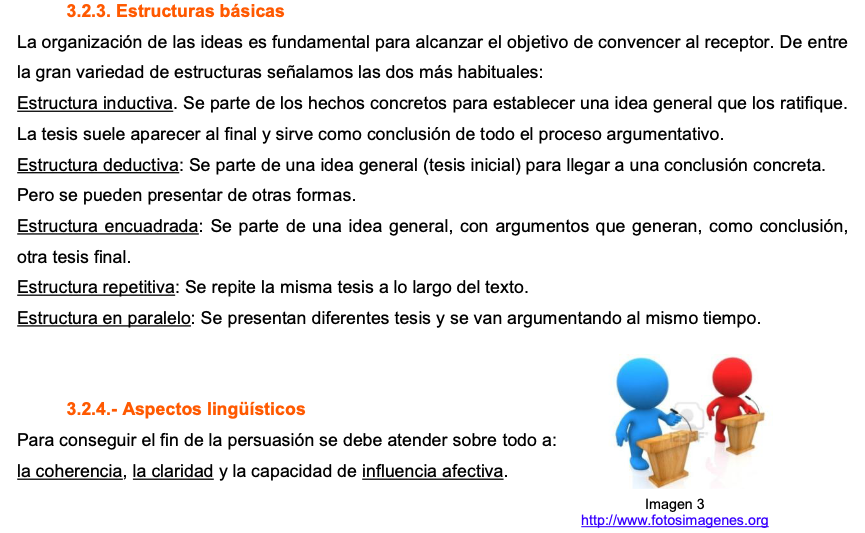 3.2.3. Estructuras básicas
La organización de las ideas es fundamental para alcanzar el objetivo de convencer al receptor. De entre
la gran variedad de estructuras señalamos las dos más habituales:
Estructura inductiva. Se parte de los hechos concretos para establecer una idea general que los ratifique.
La tesis suele aparecer al final y sirve como conclusión de todo el proceso argumentativo.
Estructura deductiva: Se parte de una idea general (tesis inicial) para llegar a una conclusión concreta.
Pero se pueden presentar de otras formas.
Estructura encuadrada: Se parte de una idea general, con argumentos que generan, como conclusión,
otra tesis final.
Estructura repetitiva: Se repite la misma tesis a lo largo del texto.
Estructura en paralelo: Se presentan diferentes tesis y se van argumentando al mismo tiempo.
3.2.4.- Aspectos lingüísticos
Para conseguir el fin de la persuasión se debe atender sobre todo a:
la coherencia, la claridad y la capacidad de influencia afectiva.
Imagen 3
http://www.fotosimagenes.org